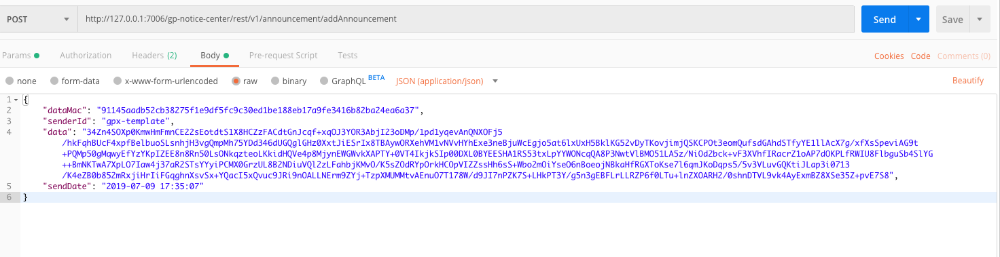 POST http://127.0.0.1:7006/gp-notice-center/rest/v1/announcement/addAnnouncement Send Save
Params Authorization Headers (2) Body Pre-request Script Tests Cookies Code Comments (0)
none form-data x-www-form-urlencoded raw binary GraphQL BETA JSON (application/json) Beautify
1 {
2 "dataMac": "91145aadb52cb38275f1e9df5fc9c30ed1be188eb17a9fe3416b82ba24ea6a37",
3 "senderId": "gpx-template",
4 "data": "34Zn4SOXp0KmwHmFmnCE2ZsEotdtS1X8HCZzFACdtGnJcqf+xqOJ3YOR3AbjIZ3oDMp/1pd1yqevAnQNXOFj5
/hkFqhBUcF4xpfBelbuoSLsnhjH3vgQmpMh75YDd346dUGQglGHz0XxtJiESrIx8TBAywORXehVM1vNVvHYhExe3neBjuWcEgjo5at6lxUxH5BklKG52vDyTKovjimjQSKCPOt3eomQufsdGAhdSTfyYE1llAcX7g/xfXsSpeviAG9t
+PQMp50gMqwyEfYzYKpIZEE8n8Rn50LsONkqzteoLKkidHQVe4p8MjynEWGWvkXAPTY+0VT4IkjkSIp00DXL0BYEESHA1RS53txLpYYWONcqQA8P3NwtVlBMO51LA5z/NiOd2bck+vF3XVhfIRacrZ1oAP7dOKPLfRWIU8FlbguSb4SlYG
++BmNKTwA7XpLO7Iaw4j37aR2STsYYyiPCMX0GrzUL8B2NDiuVQl2zLFahbjKMvO/K5sZOdRYpOrkHCOpVIZZssHh6sS+Wbo2mOiYseO6nBoeojNBkaHfRGXToKse7l6qmJKoDqps5/5v3VLuvGQKtiJLap3i0713
/K4eZB0b852mRxjiHrIiFGqghnXsvSx+YQacI5xQvuc9JRi9nOALLNErm9ZYj+TzpXMUMMtvAEnuO7T178W/d9JI7nPZK7S+LHkPT3Y/g5n3gEBFLrLLRZP6f0LTu+lnZXOARH2/0shnDTVL9vk4AyExmBZ8XSe35Z+pvE7S8",
5 "sendDate": "2019-07-09 17:35:07"
6 }